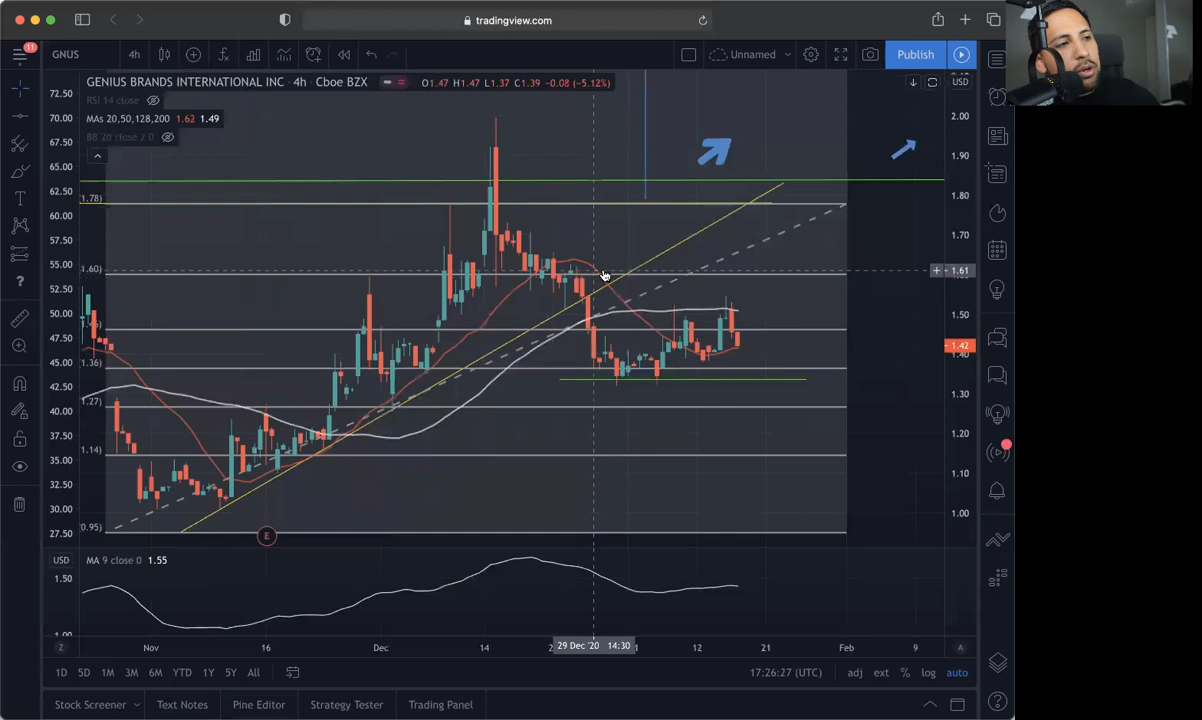 tradingview.com
11
GNUS
4h
Unnamed
Publish
GENIUS BRANDS INTERNATIONAL INC · 4h · Cboe BZX
O1.47 H1.47 L1.37 C1.39 -0.08 (-5.12%)
USD
RSI 14 close
MAs 20,50,128,200 1.62 1.49
BB 20 close 2 0
72.50
70.00
67.50
65.00
62.50
60.00
57.50
55.00
52.50
50.00
47.50
45.00
42.50
40.00
37.50
35.00
32.50
30.00
27.50
(1.78)
(1.60)
(1.36)
(1.27)
(1.14)
(0.95)
2.00
1.90
1.80
1.70
1.61
1.50
1.42
1.40
1.30
1.20
1.10
1.00
E
USD
MA 9 close 0 1.55
1.50
1.00
Z
Nov
16
Dec
14
29 Dec '20 14:30
12
21
Feb
9
A
1D 5D 1M 3M 6M YTD 1Y 5Y All
17:26:27 (UTC)
adj ext % log auto
Stock Screener
Text Notes
Pine Editor
Strategy Tester
Trading Panel